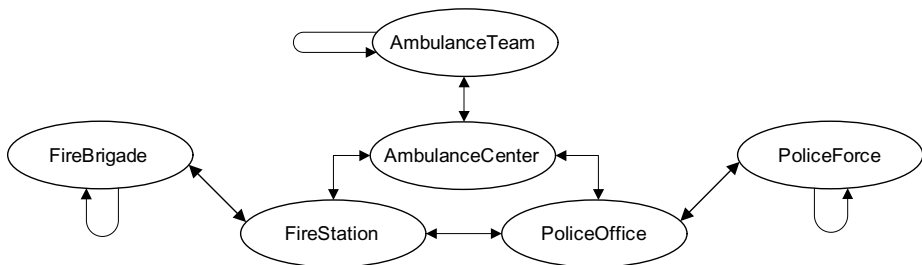 AmbulanceTeam
FireBrigade
AmbulanceCenter
PoliceForce
FireStation
PoliceOffice